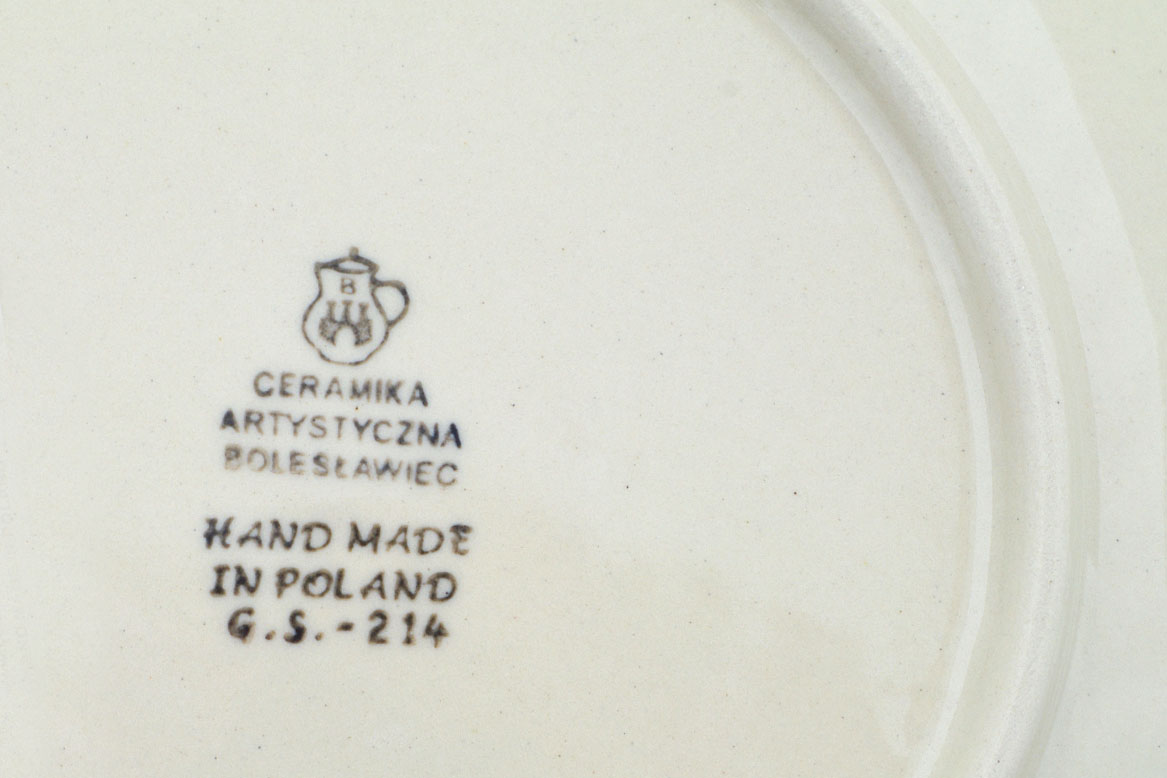 B
CERAMIKA
ARTYSTYCZNA
BOLESŁAWIEC
HAND MADE
IN POLAND
G.S.-214